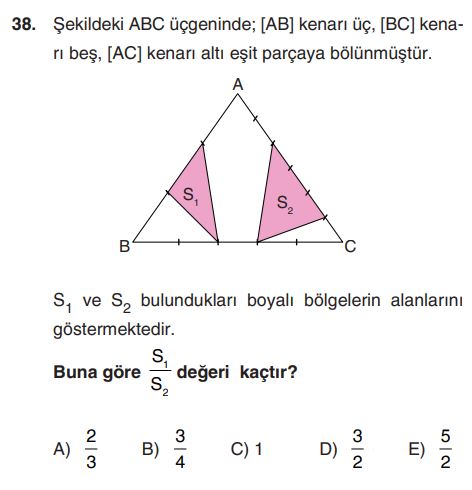 38. Şekildeki ABC üçgeninde; [AB] kenarı üç, [BC] kena-
rı beş, [AC] kenarı altı eşit parçaya bölünmüştür.
A
S₁
S₂
B
C
S₁ ve S₂ bulundukları boyalı bölgelerin alanlarını
göstermektedir.
Buna göre S₁/S₂ değeri kaçtır?
A) 2/3 B) 3/4 C) 1 D) 3/2 E) 5/2